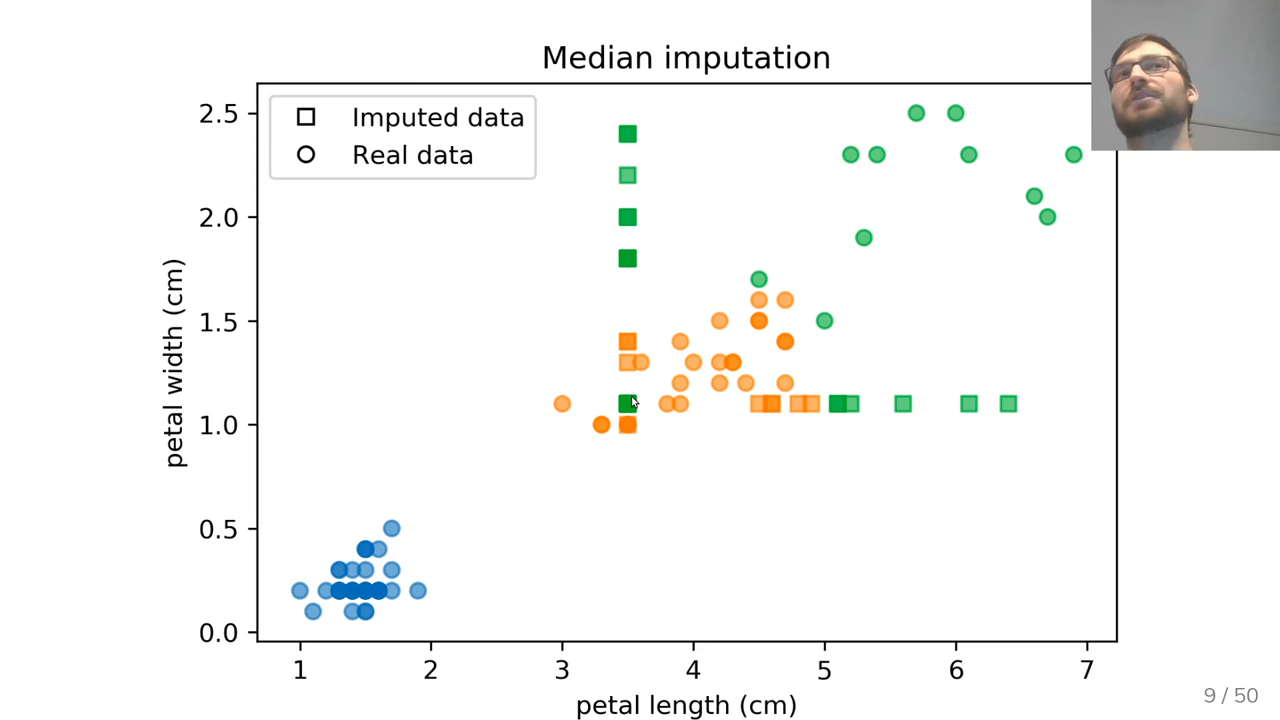 Median imputation
Imputed data
Real data
2.5
2.0
1.5
1.0
0.5
0.0
petal width (cm)
1 2 3 4 5 6 7
petal length (cm)
9 / 50